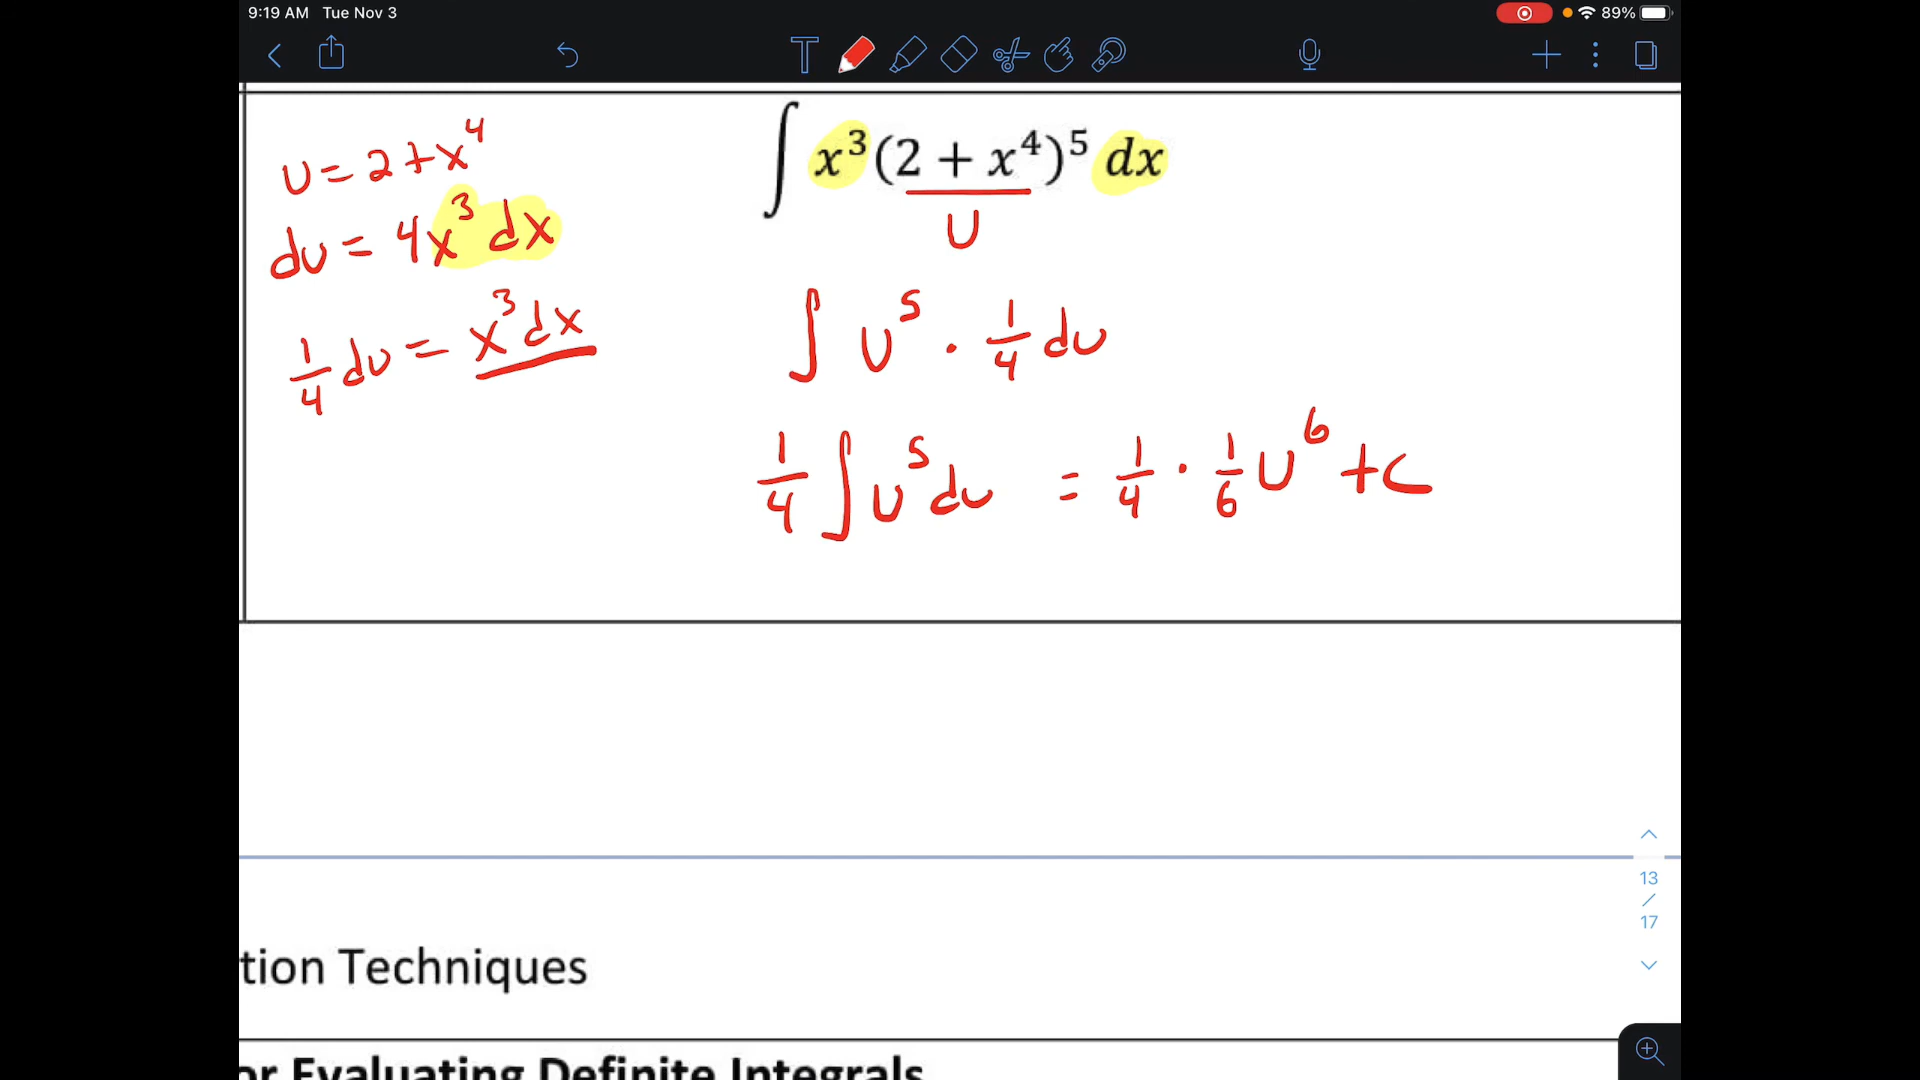 9:19 AM Tue Nov 3 89%
∫ x³(2 + x⁴)⁵ dx
U
U = 2 + x⁴
du = 4x³ dx
1/4 du = x³ dx
∫ U⁵ · 1/4 du
1/4 ∫ U⁵ du = 1/4 · 1/6 U⁶ + C
13
/
17
tion Techniques
or Evaluating Definite Integrals